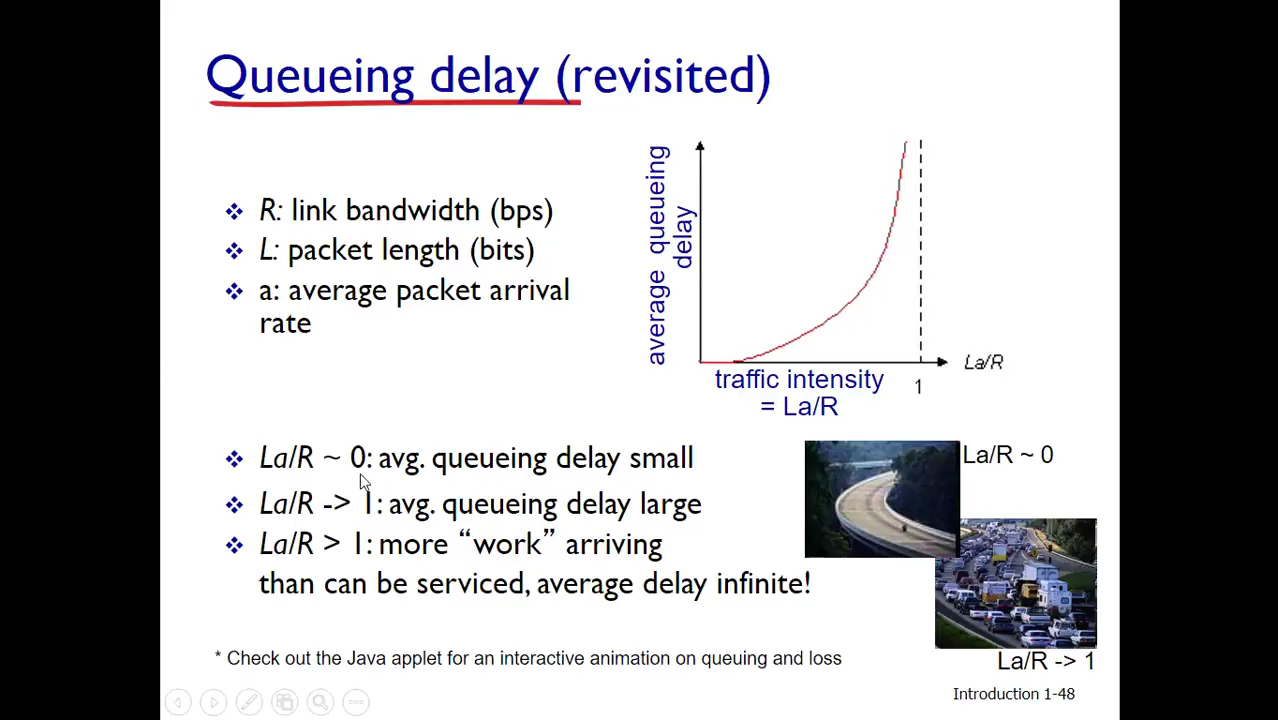 Queueing delay (revisited)
R: link bandwidth (bps)
L: packet length (bits)
a: average packet arrival
rate
average queueing
delay
La/R
traffic intensity
= La/R
1
La/R ~ 0: avg. queueing delay small
La/R -> 1: avg. queueing delay large
La/R > 1: more “work” arriving
than can be serviced, average delay infinite!
La/R ~ 0
La/R -> 1
* Check out the Java applet for an interactive animation on queuing and loss
Introduction 1-48